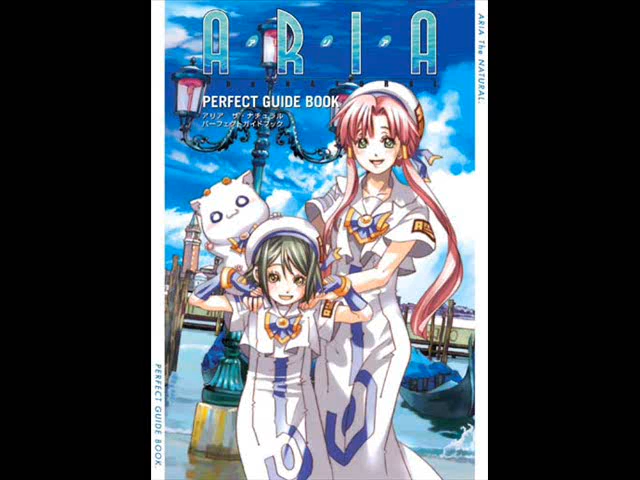 A·R·I·A
PERFECT GUIDE BOOK
アリア ザ・ナチュラル
パーフェクトガイドブック
ARIA The NATURAL.
PERFECT GUIDE BOOK.